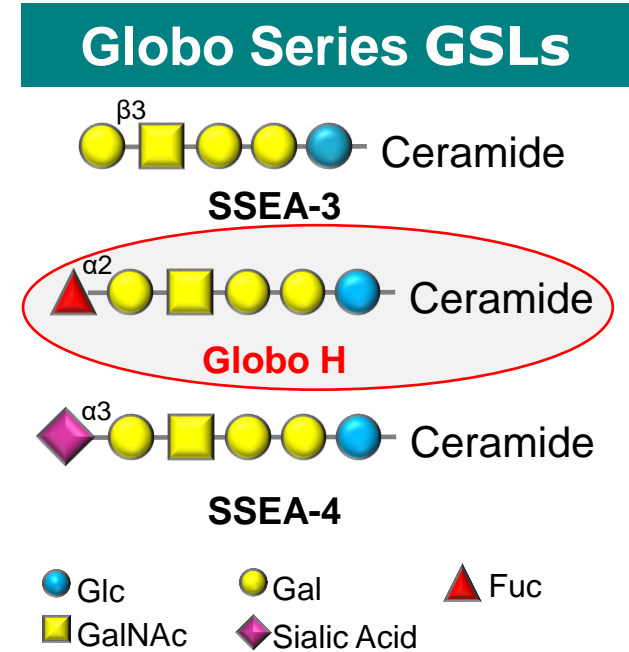 Globo Series GSLs
β3
Ceramide
SSEA-3
α2
Ceramide
Globo H
α3
Ceramide
SSEA-4
Glc Gal Fuc
GalNAc Sialic Acid